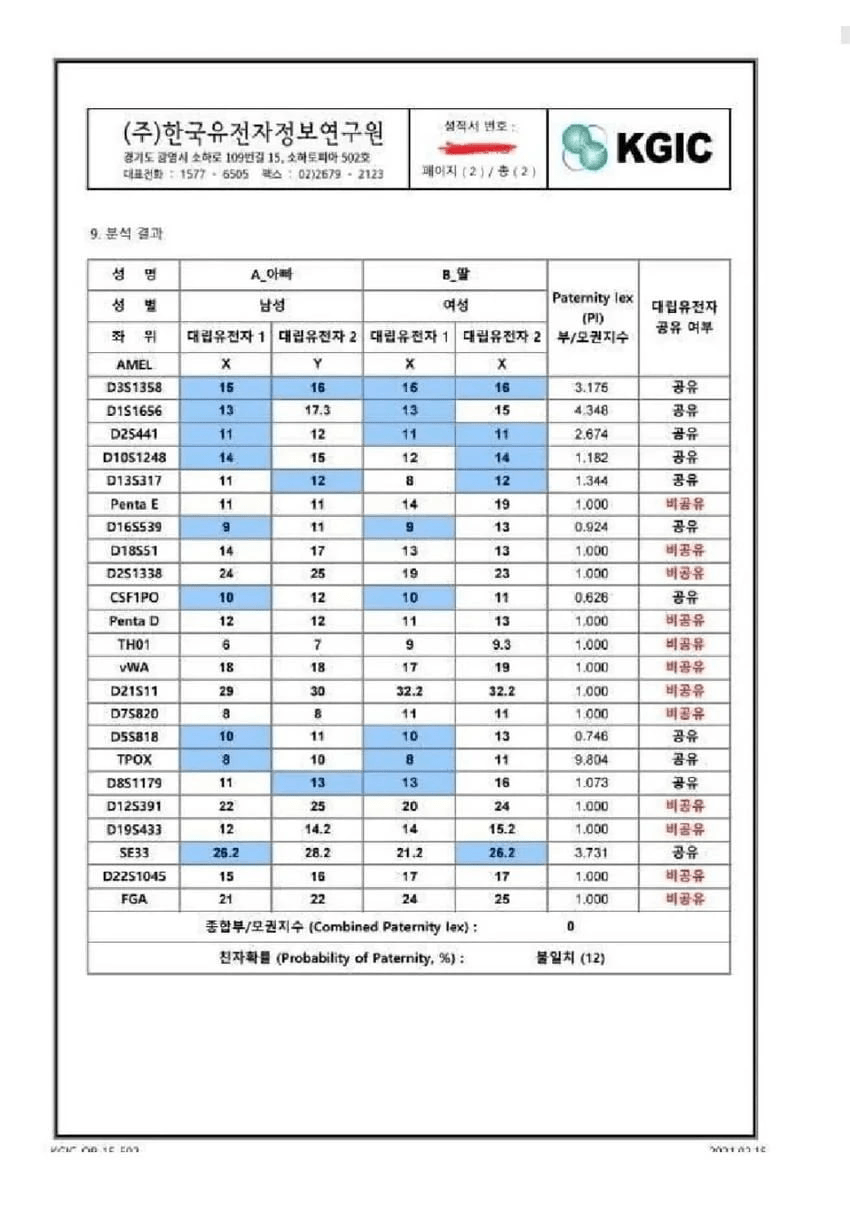 (주)한국유전자정보연구원
경기도 광명시 소하로 109번길 15, 소하토피아 502호
대표전화 : 1577 - 6505 팩스 : 02)2679 - 2123
성적서 번호 :
페이지 ( 2 ) / 총 ( 2 )
KGIC
9. 분석 결과
성 명 A_아빠 B_딸 Paternity lex (PI) 부/모권지수 대립유전자 공유 여부
성 별 남성 여성
좌 위 대립유전자 1 대립유전자 2 대립유전자 1 대립유전자 2
AMEL X Y X X
D3S1358 15 16 15 16 3.175 공유
D1S1656 13 17.3 13 15 4.348 공유
D2S441 11 12 11 11 2.674 공유
D10S1248 14 15 12 14 1.182 공유
D13S317 11 12 8 12 1.344 공유
Penta E 11 11 14 19 1.000 비공유
D16S539 9 11 9 13 0.924 공유
D18S51 14 17 13 13 1.000 비공유
D2S1338 24 25 19 23 1.000 비공유
CSF1PO 10 12 10 11 0.626 공유
Penta D 12 12 11 13 1.000 비공유
TH01 6 7 9 9.3 1.000 비공유
vWA 18 18 17 19 1.000 비공유
D21S11 29 30 32.2 32.2 1.000 비공유
D7S820 8 8 11 11 1.000 비공유
D5S818 10 11 10 13 0.746 공유
TPOX 8 10 8 11 9.804 공유
D8S1179 11 13 13 16 1.073 공유
D12S391 22 25 20 24 1.000 비공유
D19S433 12 14.2 14 15.2 1.000 비공유
SE33 26.2 28.2 21.2 26.2 3.731 공유
D22S1045 15 16 17 17 1.000 비공유
FGA 21 22 24 25 1.000 비공유
종합부/모권지수 (Combined Paternity lex) : 0
친자확률 (Probability of Paternity, %) : 불일치 (12)